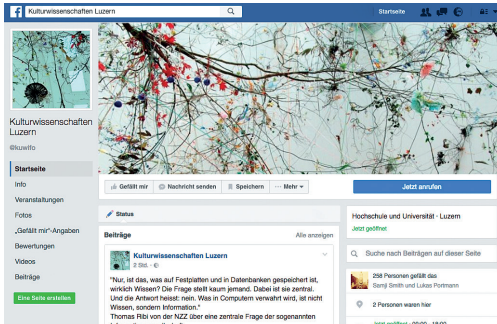 Kulturwissenschaften Luzern
Startseite
Kulturwissenschaften
Luzern
@kuwifo
Startseite
Info
Veranstaltungen
Fotos
„Gefällt mir“-Angaben
Bewertungen
Videos
Beiträge
Eine Seite erstellen
Gefällt mir
Nachricht senden
Speichern
Mehr
Jetzt anrufen
Status
Beiträge
Alle anzeigen
Kulturwissenschaften Luzern
2 Std.
"Nur, ist das, was auf Festplatten und in Datenbanken gespeichert ist,
wirklich Wissen? Die Frage stellt kaum jemand. Dabei ist sie zentral.
Und die Antwort heisst: nein. Was in Computern verwahrt wird, ist nicht
Wissen, sondern Information."
Thomas Ribi von der NZZ über eine zentrale Frage der sogenannten
Hochschule und Universität · Luzern
Jetzt geöffnet
Suche nach Beiträgen auf dieser Seite
258 Personen gefällt das
Samji Smith und Lukas Portmann
2 Personen waren hier